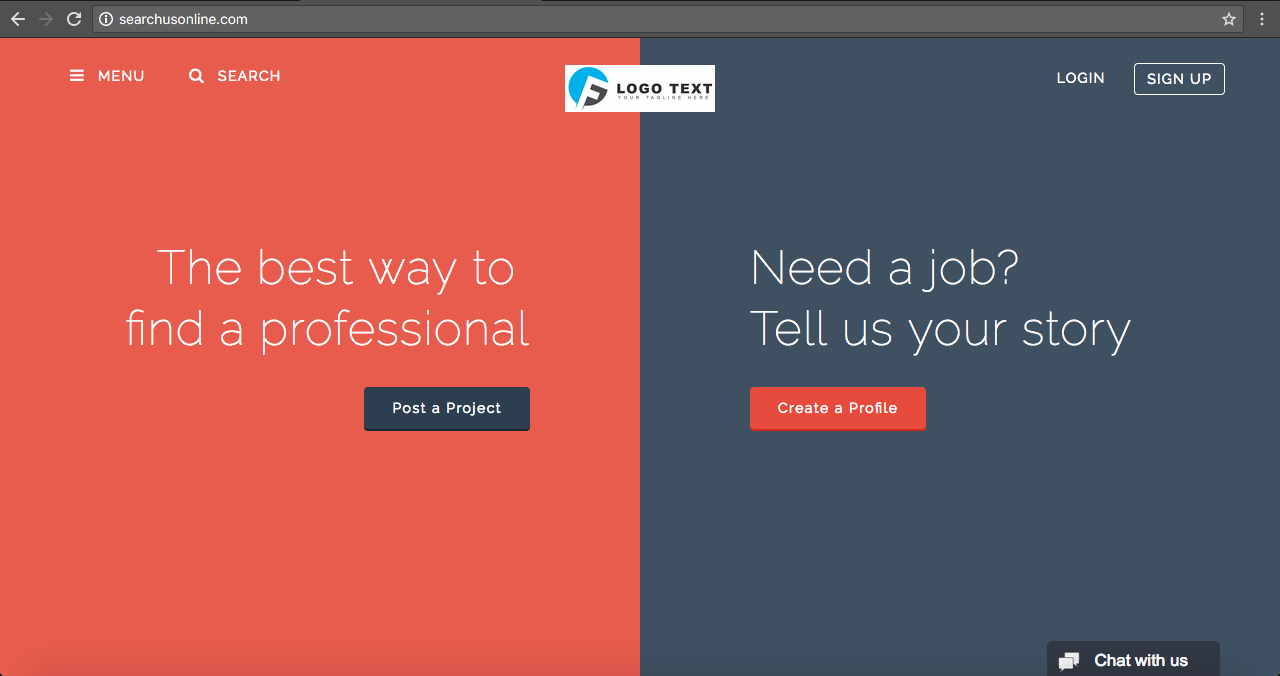 searchusonline.com
MENU
SEARCH
LOGO TEXT
YOUR TAGLINE HERE
LOGIN
SIGN UP
The best way to
find a professional
Post a Project
Need a job?
Tell us your story
Create a Profile
Chat with us